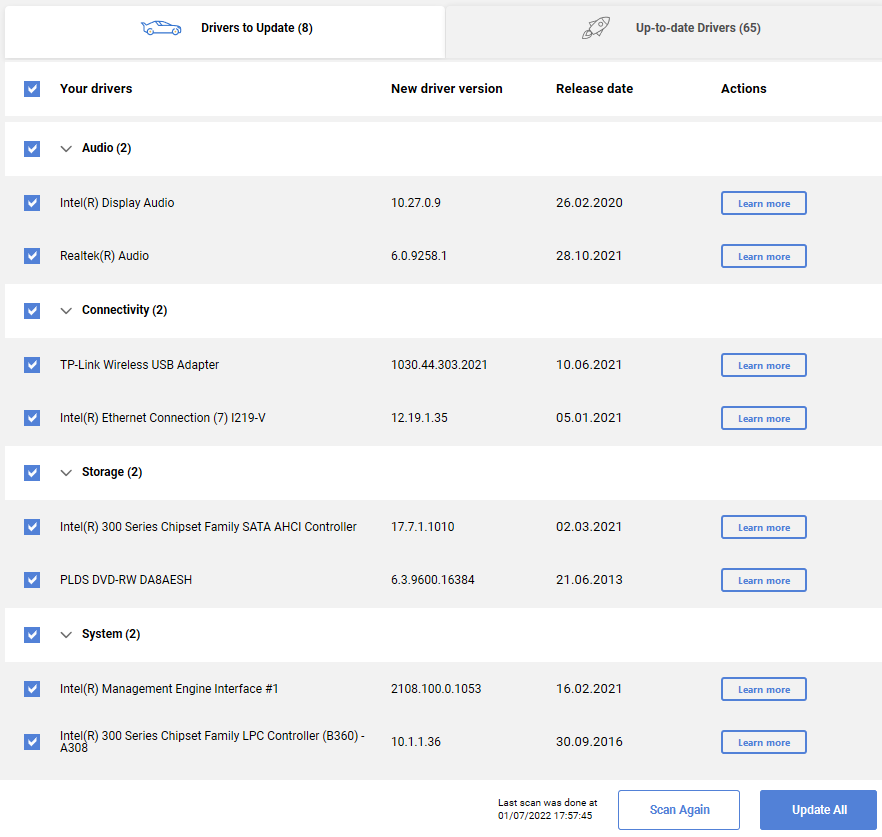 Drivers to Update (8)
Up-to-date Drivers (65)
Your drivers New driver version Release date Actions
Audio (2)
Intel(R) Display Audio 10.27.0.9 26.02.2020 Learn more
Realtek(R) Audio 6.0.9258.1 28.10.2021 Learn more
Connectivity (2)
TP-Link Wireless USB Adapter 1030.44.303.2021 10.06.2021 Learn more
Intel(R) Ethernet Connection (7) I219-V 12.19.1.35 05.01.2021 Learn more
Storage (2)
Intel(R) 300 Series Chipset Family SATA AHCI Controller 17.7.1.1010 02.03.2021 Learn more
PLDS DVD-RW DA8AESH 6.3.9600.16384 21.06.2013 Learn more
System (2)
Intel(R) Management Engine Interface #1 2108.100.0.1053 16.02.2021 Learn more
Intel(R) 300 Series Chipset Family LPC Controller (B360) -
A308 10.1.1.36 30.09.2016 Learn more
Last scan was done at
01/07/2022 17:57:45
Scan Again
Update All